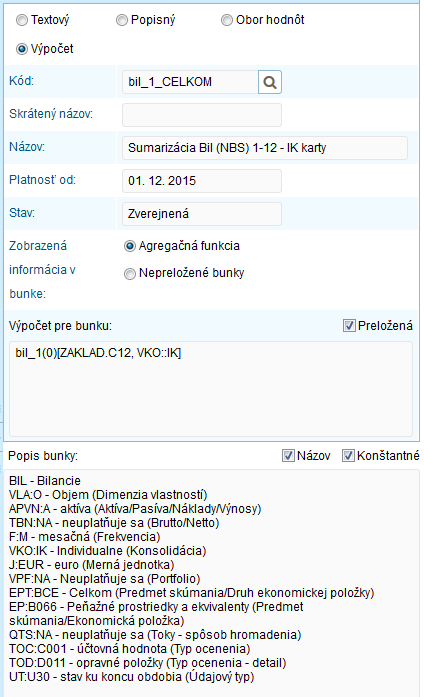 Textový Popisný Obor hodnôt
Výpočet
Kód: bil_1_CELKOM
Skrátený názov:
Názov: Sumarizácia Bil (NBS) 1-12 - IK karty
Platnosť od: 01. 12. 2015
Stav: Zverejnená
Zobrazená Agregačná funkcia
informácia v
bunke: Nepreložené bunky
Výpočet pre bunku: Preložená
bil_1(0)[ZAKLAD.C12, VKO::IK]
Popis bunky: Názov Konštantné
BIL - Bilancie
VLA:O - Objem (Dimenzia vlastností)
APVN:A - aktíva (Aktíva/Pasíva/Náklady/Výnosy)
TBN:NA - neuplatňuje sa (Brutto/Netto)
F:M - mesačná (Frekvencia)
VKO:IK - Individualne (Konsolidácia)
J:EUR - euro (Merná jednotka)
VPF:NA - Neuplatňuje sa (Portfolio)
EPT:BCE - Celkom (Predmet skúmania/Druh ekonomickej položky)
EP:B066 - Peňažné prostriedky a ekvivalenty (Predmet
skúmania/Ekonomická položka)
QTS:NA - neuplatňuje sa (Toky - spôsob hromadenia)
TOC:C001 - účtovná hodnota (Typ ocenenia)
TOD:D011 - opravné položky (Typ ocenenia - detail)
UT:U30 - stav ku koncu obdobia (Údajový typ)